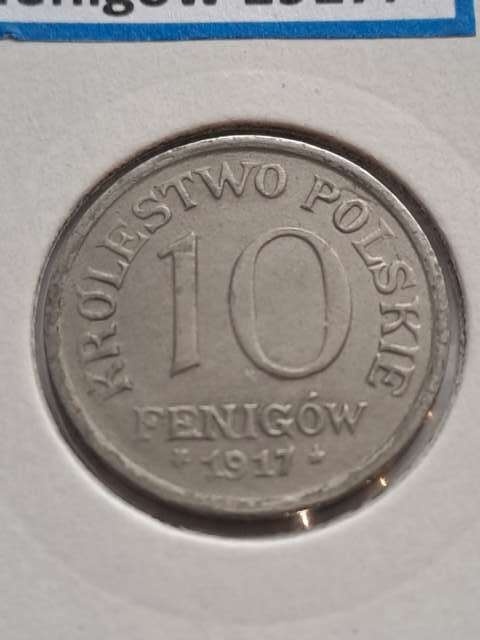 KRÓLESTWO POLSKIE
10
FENIGÓW
* 1917 *